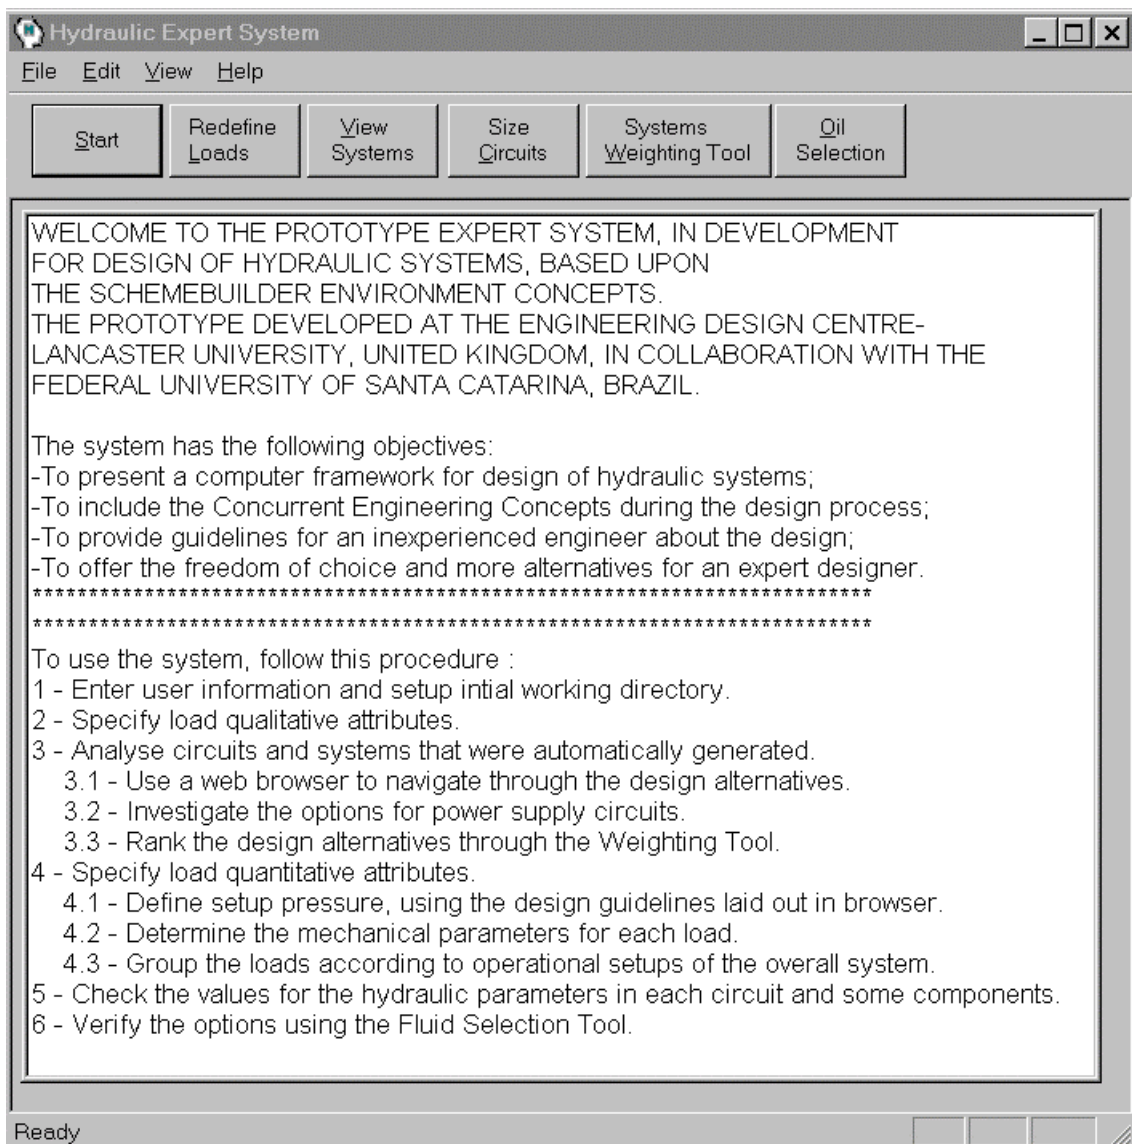 Hydraulic Expert System
File Edit View Help
Start
Redefine
Loads
View
Systems
Size
Circuits
Systems
Weighting Tool
Oil
Selection
WELCOME TO THE PROTOTYPE EXPERT SYSTEM, IN DEVELOPMENT
FOR DESIGN OF HYDRAULIC SYSTEMS, BASED UPON
THE SCHEMEBUILDER ENVIRONMENT CONCEPTS.
THE PROTOTYPE DEVELOPED AT THE ENGINEERING DESIGN CENTRE-
LANCASTER UNIVERSITY, UNITED KINGDOM, IN COLLABORATION WITH THE
FEDERAL UNIVERSITY OF SANTA CATARINA, BRAZIL.
The system has the following objectives:
-To present a computer framework for design of hydraulic systems;
-To include the Concurrent Engineering Concepts during the design process;
-To provide guidelines for an inexperienced engineer about the design;
-To offer the freedom of choice and more alternatives for an expert designer.
******************************************************************************
******************************************************************************
To use the system, follow this procedure :
1 - Enter user information and setup intial working directory.
2 - Specify load qualitative attributes.
3 - Analyse circuits and systems that were automatically generated.
3.1 - Use a web browser to navigate through the design alternatives.
3.2 - Investigate the options for power supply circuits.
3.3 - Rank the design alternatives through the Weighting Tool.
4 - Specify load quantitative attributes.
4.1 - Define setup pressure, using the design guidelines laid out in browser.
4.2 - Determine the mechanical parameters for each load.
4.3 - Group the loads according to operational setups of the overall system.
5 - Check the values for the hydraulic parameters in each circuit and some components.
6 - Verify the options using the Fluid Selection Tool.
Ready